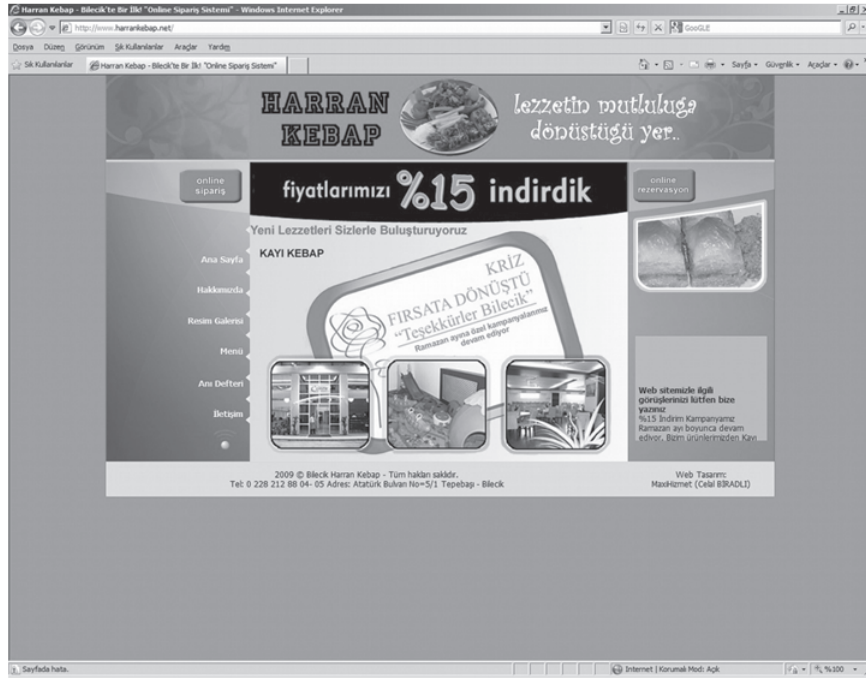 Harran Kebap - Bilecik'te Bir İlk! "Online Sipariş Sistemi" - Windows Internet Explorer
http://www.harrankebap.net/
GooGLE
Dosya Düzen Görünüm Sık Kullanılanlar Araçlar Yardım
Sık Kullanılanlar
Harran Kebap - Bilecik'te Bir İlk! "Online Sipariş Sistemi"
Sayfa Güvenlik Araçlar
HARRAN
KEBAP
lezzetin mutluluga
dönüstügü yer..
online
sipariş
fiyatlarımızı %15 indirdik
online
rezervasyon
Yeni Lezzetleri Sizlerle Buluşturuyoruz
KAYI KEBAP
Ana Sayfa
Hakkımızda
Resim Galerisi
Menü
Anı Defteri
İletişim
KRİZ
FIRSATA DÖNÜŞTÜ
"Teşekkürler Bilecik"
Ramazan ayına özel kampanyalarımız
devam ediyor
Web sitemizle ilgili
görüşlerinizi lütfen bize
yazınız
%15 İndirim Kampanyamız
Ramazan ayı boyunca devam
ediyor. Bizim ürünlerimizden Kayı
2009 © Bilecik Harran Kebap - Tüm hakları saklıdır.
Tel: 0 228 212 88 04- 05 Adres: Atatürk Bulvarı No=5/1 Tepebaşı - Bilecik
Web Tasarım:
MaxiHizmet (Celal BİRADLI)
Sayfada hata.
Internet | Korumalı Mod: Açık
%100